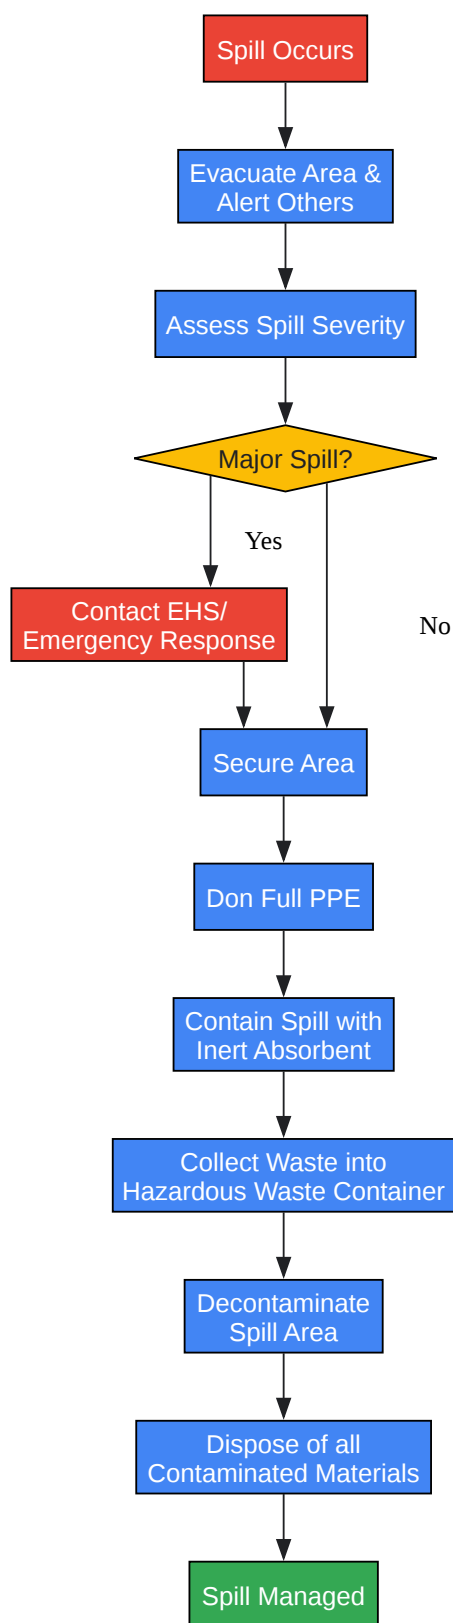 Spill Occurs
Evacuate Area &
Alert Others
Assess Spill Severity
Major Spill?
Yes
Contact EHS/
Emergency Response
No
Secure Area
Don Full PPE
Contain Spill with
Inert Absorbent
Collect Waste into
Hazardous Waste Container
Decontaminate
Spill Area
Dispose of all
Contaminated Materials
Spill Managed